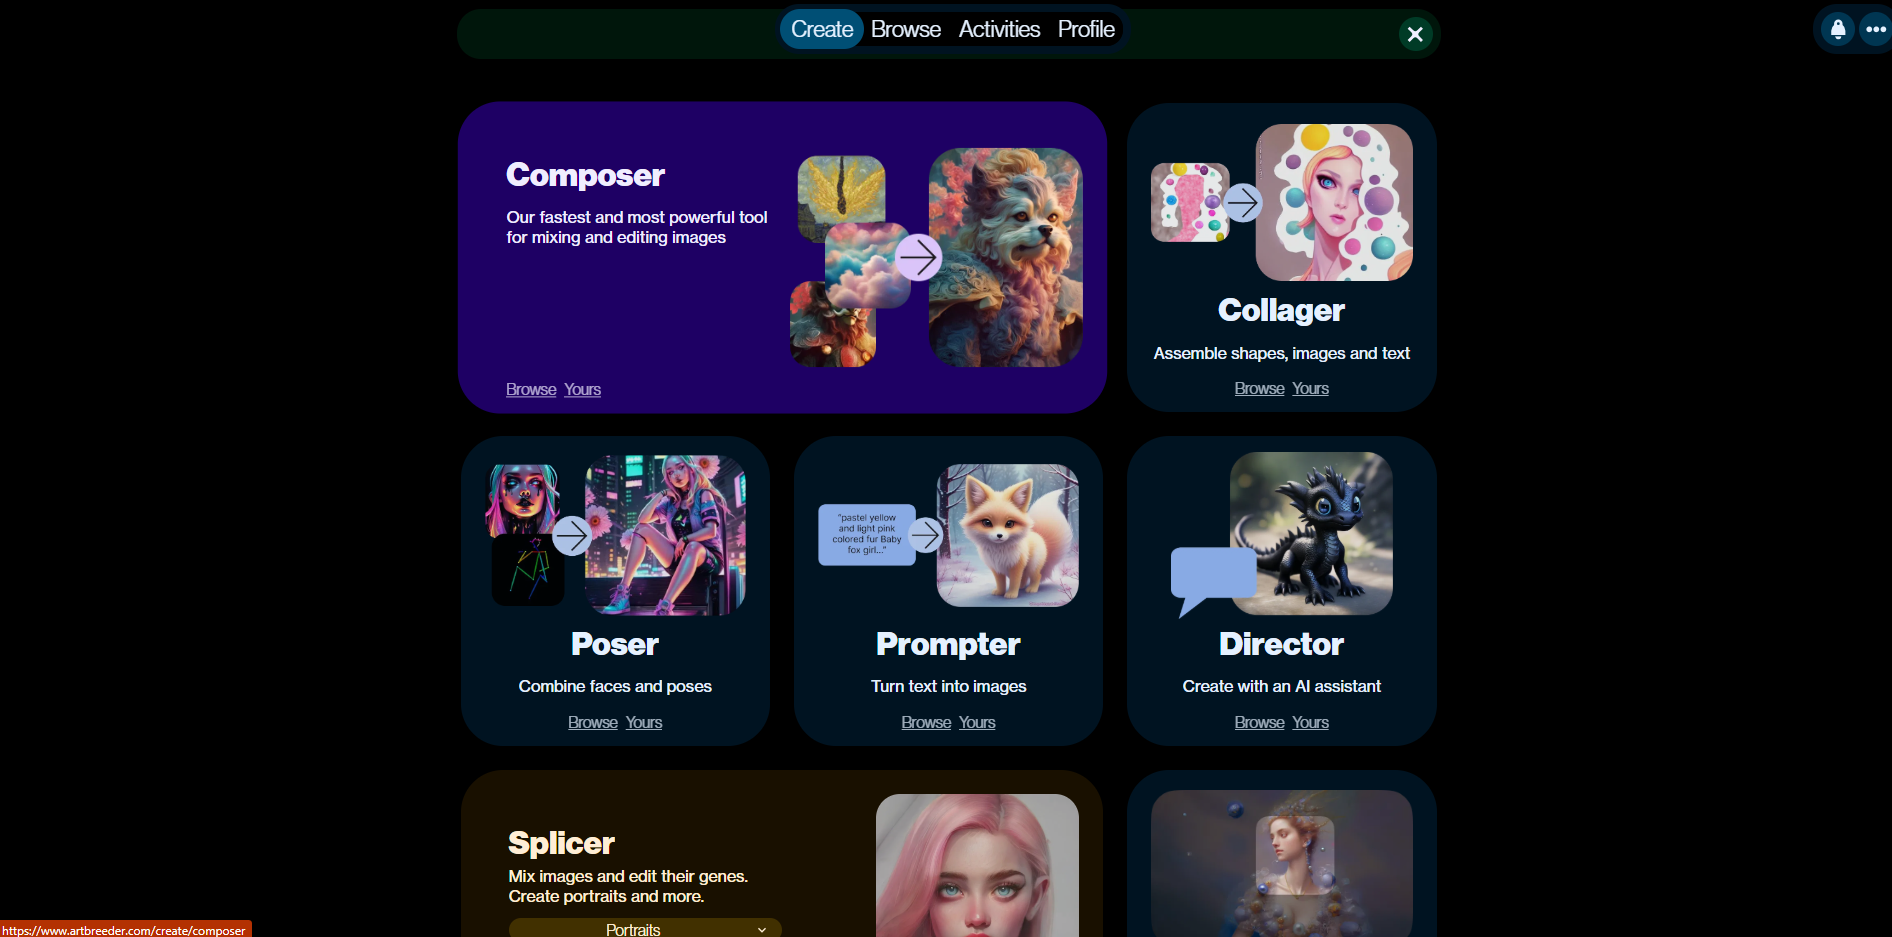 Create Browse Activities Profile
Composer
Our fastest and most powerful tool
for mixing and editing images
Browse Yours
Collager
Assemble shapes, images and text
Browse Yours
Poser
Combine faces and poses
Browse Yours
"pastel yellow
and light pink
colored fur Baby
fox girl..."
Prompter
Turn text into images
Browse Yours
Director
Create with an AI assistant
Browse Yours
Splicer
Mix images and edit their genes.
Create portraits and more.
Portraits
https://www.artbreeder.com/create/composer